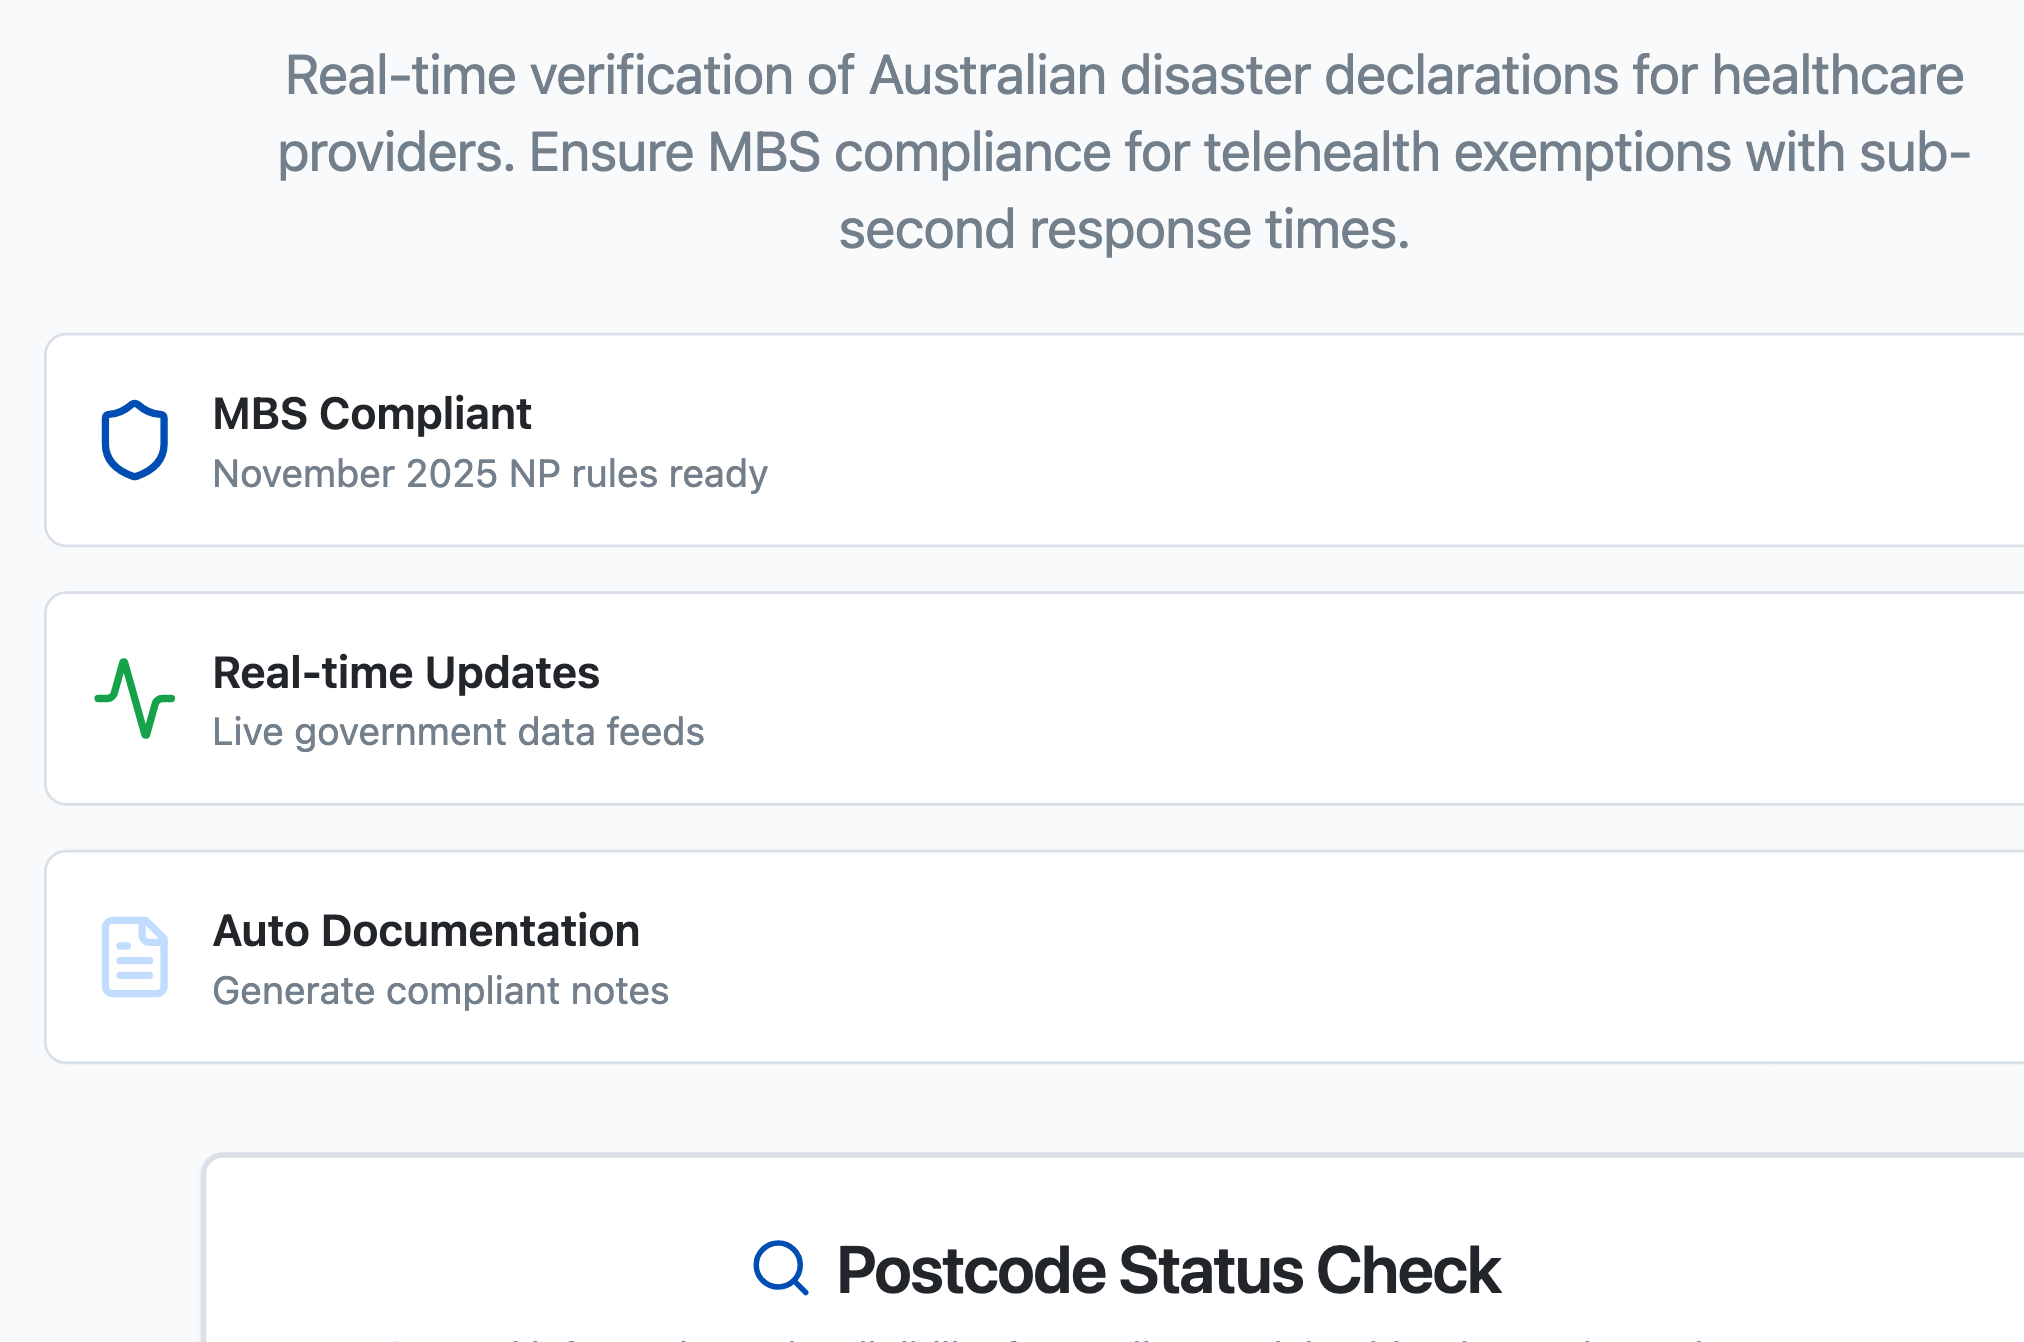 Real-time verification of Australian disaster declarations for healthcare
providers. Ensure MBS compliance for telehealth exemptions with sub-
second response times.
MBS Compliant
November 2025 NP rules ready
Real-time Updates
Live government data feeds
Auto Documentation
Generate compliant notes
Postcode Status Check